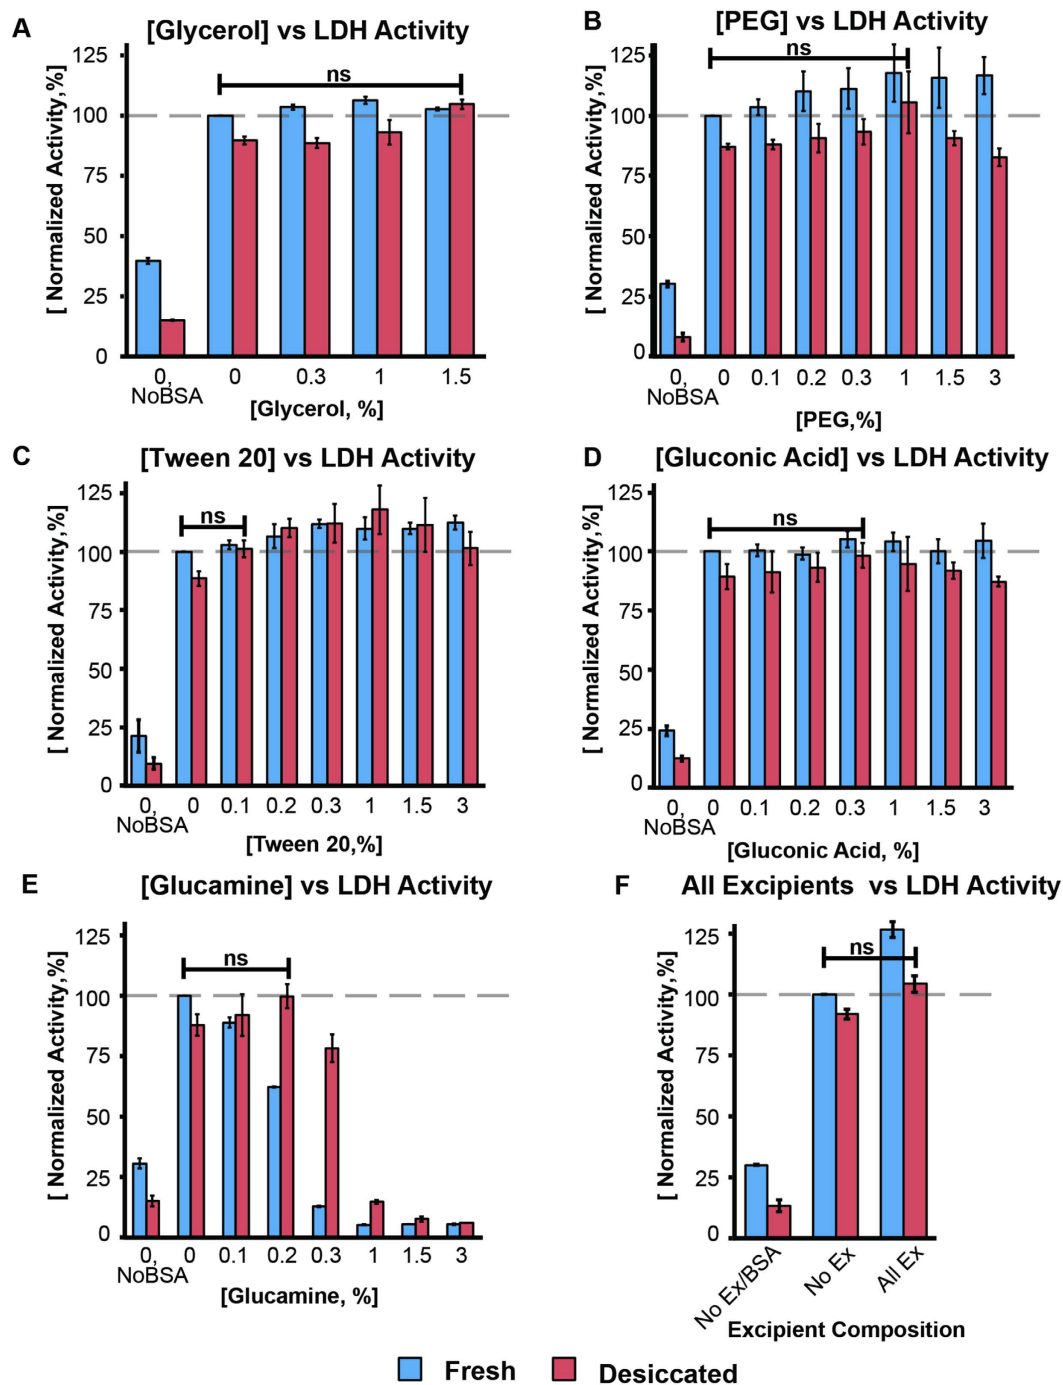 A
[Glycerol] vs LDH Activity
[ Normalized Activity,%]
125
100
75
50
25
0
ns
0,
NoBSA
0
0.3
1
1.5
[Glycerol, %]
B
[PEG] vs LDH Activity
[ Normalized Activity,%]
125
100
75
50
25
0
ns
0,
NoBSA
0
0.1
0.2
0.3
1
1.5
3
[PEG,%]
C
[Tween 20] vs LDH Activity
[ Normalized Activity,%]
125
100
75
50
25
0
ns
0,
NoBSA
0
0.1
0.2
0.3
1
1.5
3
[Tween 20,%]
D
[Gluconic Acid] vs LDH Activity
[ Normalized Activity,%]
125
100
75
50
25
0
ns
0,
NoBSA
0
0.1
0.2
0.3
1
1.5
3
[Gluconic Acid, %]
E
[Glucamine] vs LDH Activity
[ Normalized Activity,%]
125
100
75
50
25
0
ns
0,
NoBSA
0
0.1
0.2
0.3
1
1.5
3
[Glucamine, %]
F
All Excipients vs LDH Activity
[ Normalized Activity,%]
125
100
75
50
25
0
ns
No Ex/BSA
No Ex
All Ex
Excipient Composition
Fresh
Desiccated